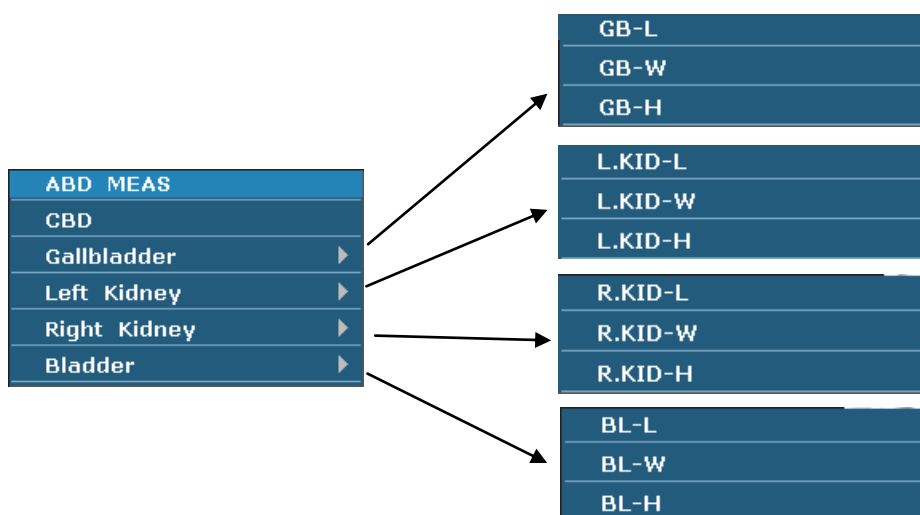 ABD MEAS
CBD
Gallbladder
Left Kidney
Right Kidney
Bladder
GB-L
GB-W
GB-H
L.KID-L
L.KID-W
L.KID-H
R.KID-L
R.KID-W
R.KID-H
BL-L
BL-W
BL-H